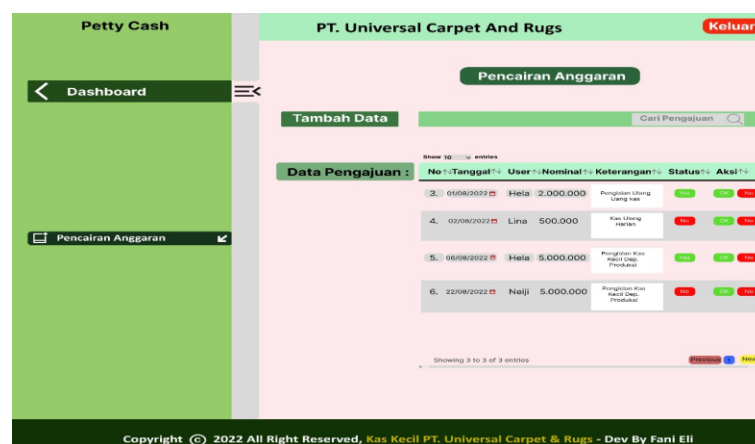 Petty Cash
PT. Universal Carpet And Rugs
Keluar
Pencairan Anggaran
Dashboard
Tambah Data
Cari Pengajuan
Show 10 entries
Data Pengajuan :
No Tanggal User Nominal Keterangan Status Aksi
3. 01/08/2022 Hela 2.000.000 Pengisian Ulang Uang kas Yes OK No
4. 02/08/2022 Lina 500.000 Kas Ulang Harian No OK No
Pencairan Anggaran
5. 06/08/2022 Hela 5.000.000 Pengisian Kas Kecil Dep. Produksi Yes OK No
6. 22/08/2022 Neiji 5.000.000 Pengisian Kas Kecil Dep. Produksi No OK No
Showing 3 to 3 of 3 entries
Previous 1 Nex
Copyright © 2022 All Right Reserved, Kas Kecil PT. Universal Carpet & Rugs - Dev By Fani Eli